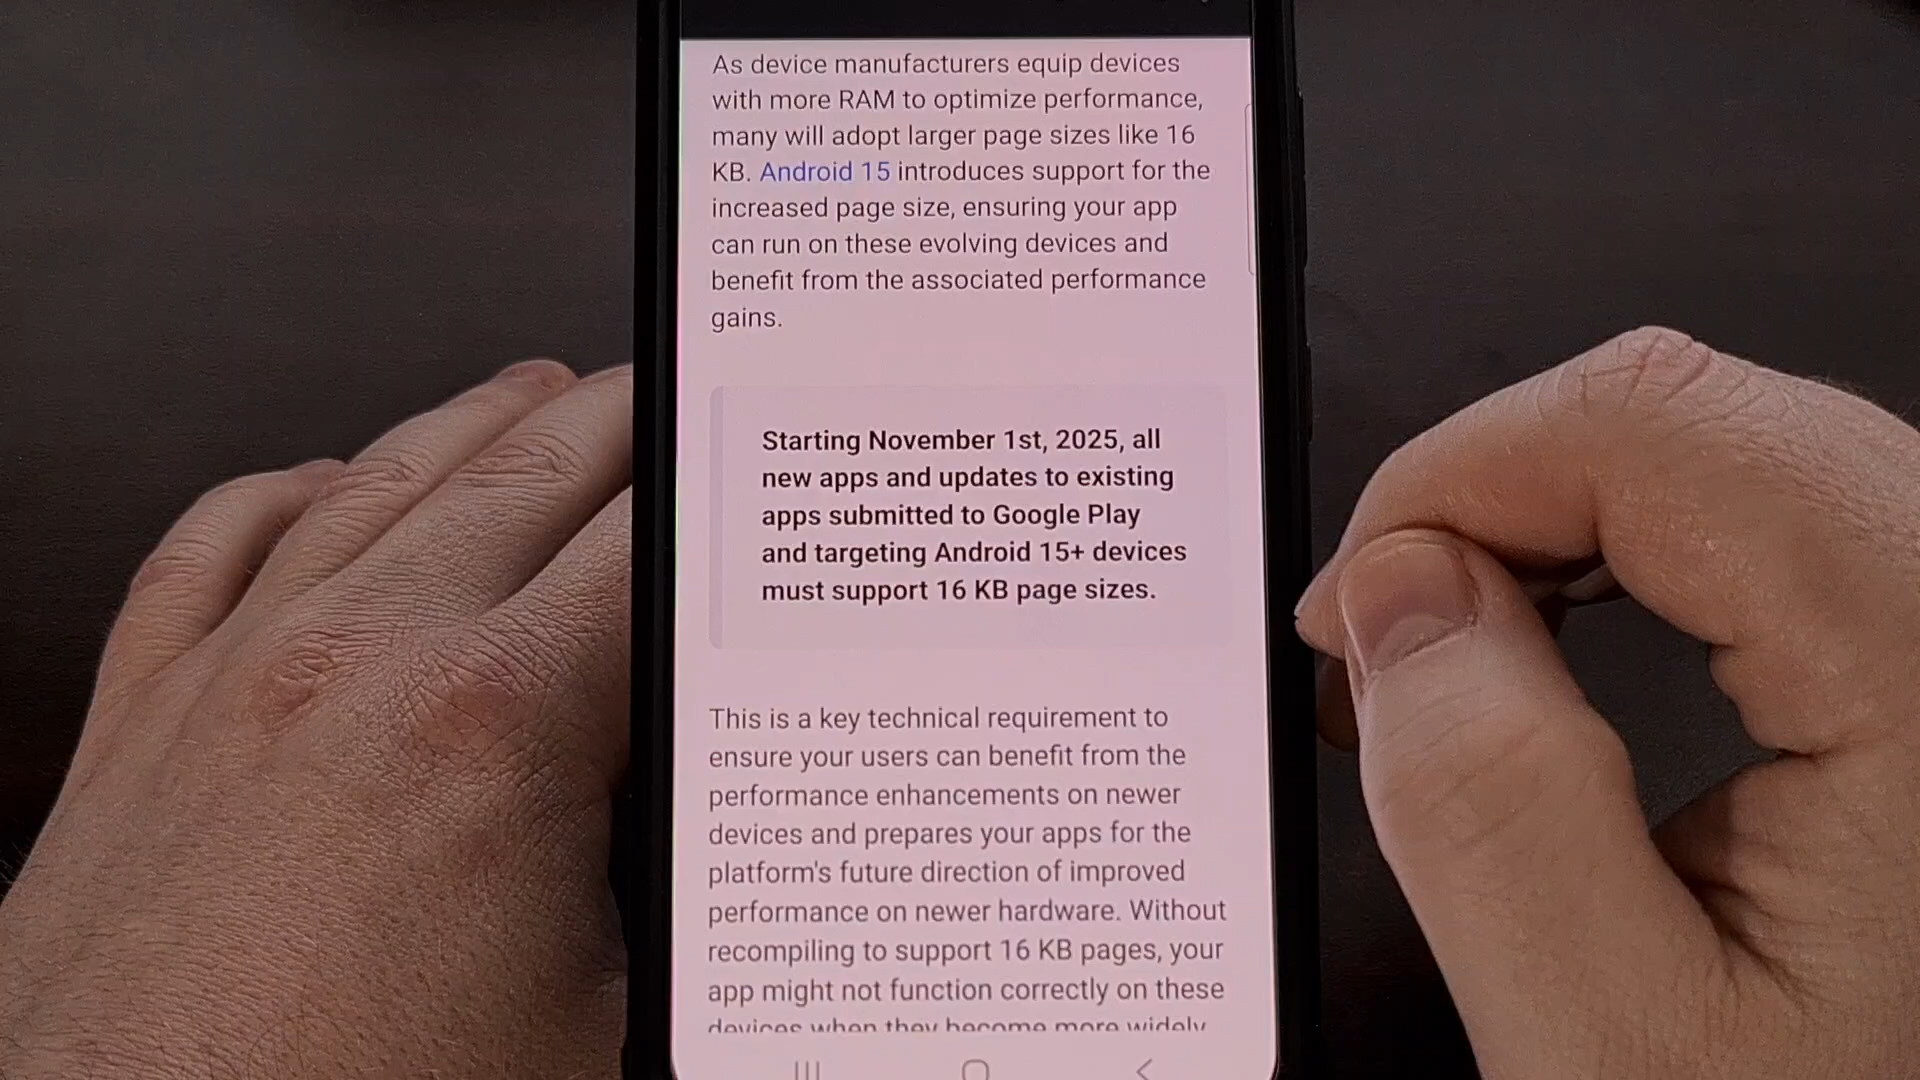 As device manufacturers equip devices
with more RAM to optimize performance,
many will adopt larger page sizes like 16
KB. Android 15 introduces support for the
increased page size, ensuring your app
can run on these evolving devices and
benefit from the associated performance
gains.
Starting November 1st, 2025, all
new apps and updates to existing
apps submitted to Google Play
and targeting Android 15+ devices
must support 16 KB page sizes.
This is a key technical requirement to
ensure your users can benefit from the
performance enhancements on newer
devices and prepares your apps for the
platform's future direction of improved
performance on newer hardware. Without
recompiling to support 16 KB pages, your
app might not function correctly on these
devices when they become more widely